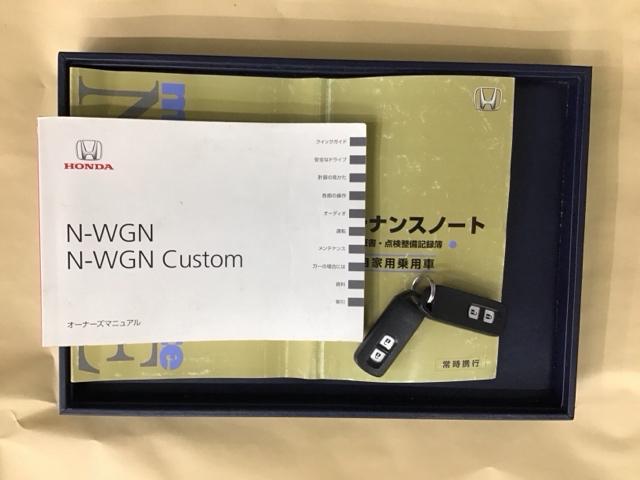 HONDA
N-WGN
N-WGN Custom
オーナーズマニュアル
クイックガイド
安全なドライブ
計器の見かた
各部の操作
オーディオ
運転
メンテナンス
万一の場合には
資料
索引
ナンスノート
書・点検整備記録簿
自家用乗用車
常時携行